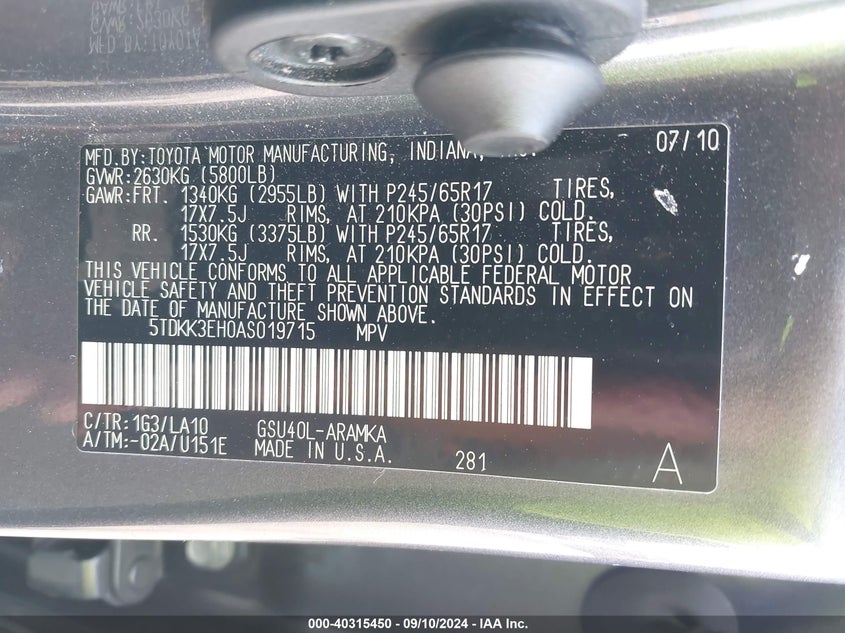 MFD.BY:TOYOTA MOTOR MANUFACTURING, INDIANA, 07/10
GVWR:2630KG (5800LB)
GAWR:FRT. 1340KG (2955LB) WITH P245/65R17 TIRES,
17X7.5J RIMS, AT 210KPA (30PSI) COLD.
RR. 1530KG (3375LB) WITH P245/65R17 TIRES,
17X7.5J RIMS, AT 210KPA (30PSI) COLD.
THIS VEHICLE CONFORMS TO ALL APPLICABLE FEDERAL MOTOR
VEHICLE SAFETY AND THEFT PREVENTION STANDARDS IN EFFECT ON
THE DATE OF MANUFACTURE SHOWN ABOVE.
5TDKK3EH0AS019715 MPV
C/TR:1G3/LA10 GSU40L-ARAMKA
A/TM:-02A/U151E MADE IN U.S.A. 281 A
000-40315450 - 09/10/2024 - IAA Inc.